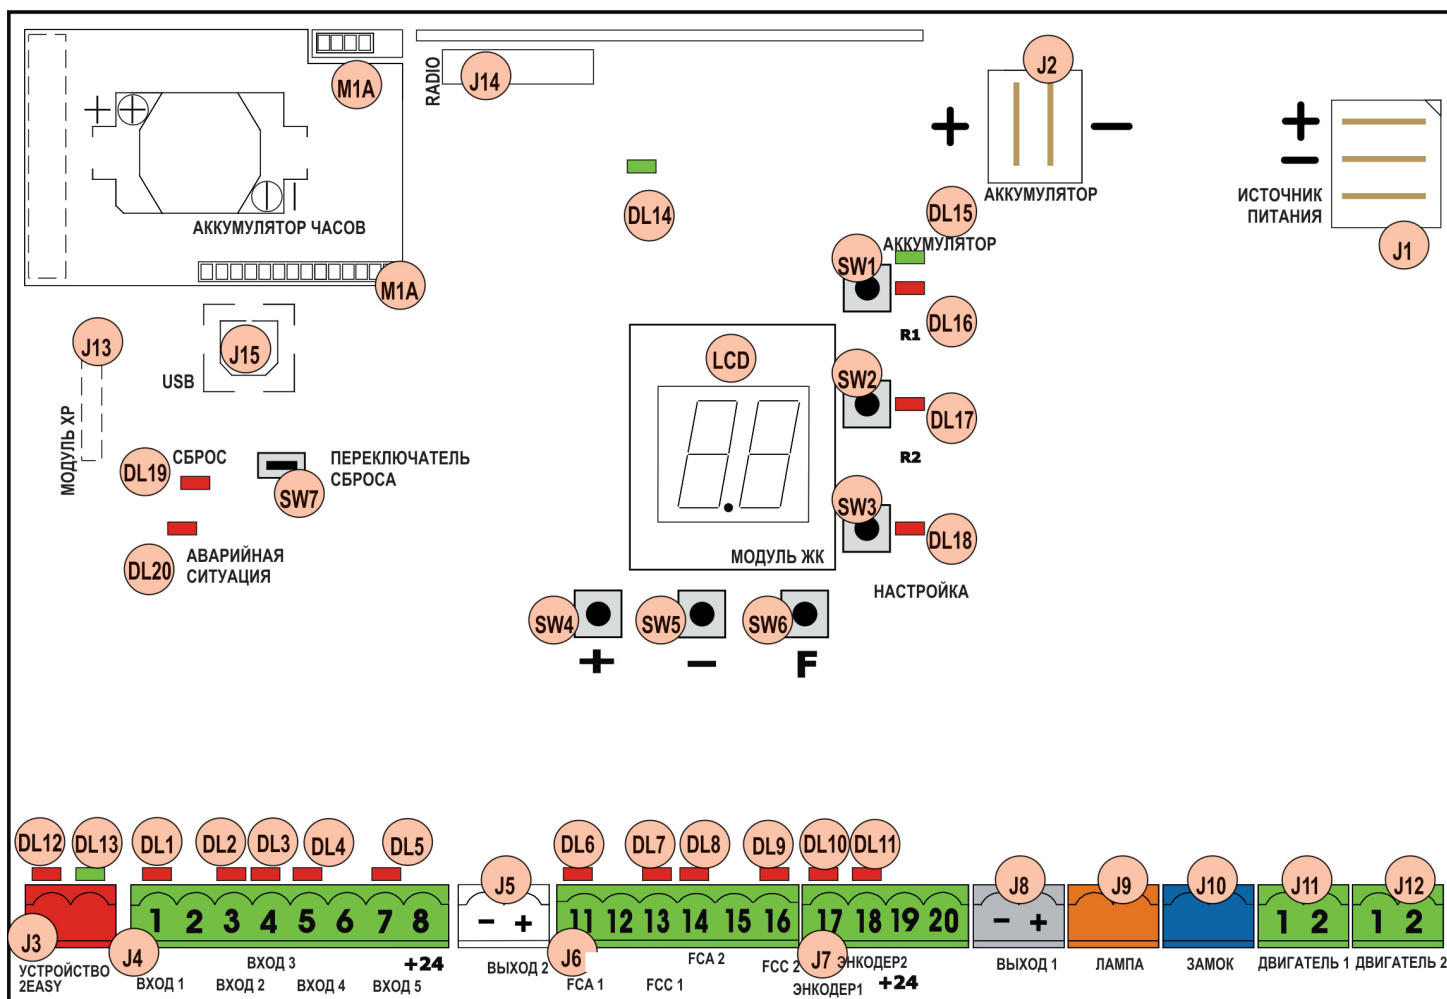 M1A
RADIO
J14
J2
+
−
АККУМУЛЯТОР
+
−
ИСТОЧНИК
ПИТАНИЯ
J1
+
+
−
АККУМУЛЯТОР ЧАСОВ
M1A
DL14
DL15
АККУМУЛЯТОР
SW1
DL16
R1
J13
МОДУЛЬ XP
J15
USB
LCD
SW2
DL17
R2
DL19
СБРОС
ПЕРЕКЛЮЧАТЕЛЬ
СБРОСА
SW7
SW3
DL18
DL20
АВАРИЙНАЯ
СИТУАЦИЯ
МОДУЛЬ ЖК
НАСТРОЙКА
SW4
SW5
SW6
+
−
F
DL12 DL13 DL1 DL2 DL3 DL4 DL5 DL6 DL7 DL8 DL9 DL10 DL11
J5 J8 J9 J10 J11 J12
1 2 3 4 5 6 7 8 − + 11 12 13 14 15 16 17 18 19 20 − + 1 2 1 2
J3 J4 J6 J7
УСТРОЙСТВО
2EASY
ВХОД 1
ВХОД 2
ВХОД 3
ВХОД 4
ВХОД 5
+24
ВЫХОД 2
FCA 1
FCC 1
FCA 2
FCC 2
ЭНКОДЕР2
ЭНКОДЕР1
+24
ВЫХОД 1
ЛАМПА
ЗАМОК
ДВИГАТЕЛЬ 1
ДВИГАТЕЛЬ 2